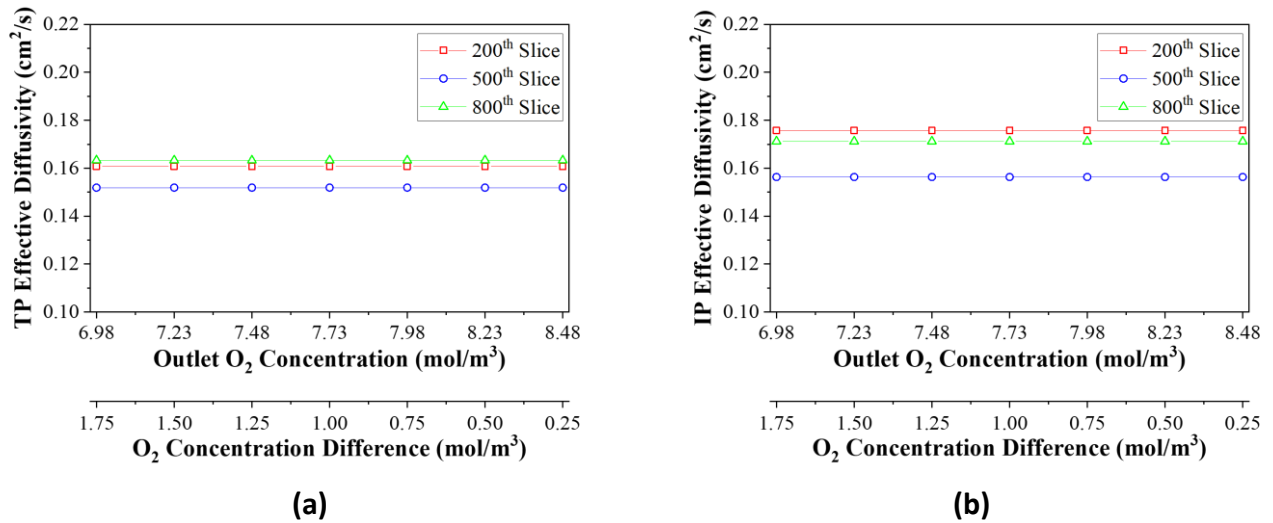 TP Effective Diffusivity (cm²/s)
0.22
0.20
0.18
0.16
0.14
0.12
0.10
200th Slice
500th Slice
800th Slice
6.98 7.23 7.48 7.73 7.98 8.23 8.48
Outlet O₂ Concentration (mol/m³)
1.75 1.50 1.25 1.00 0.75 0.50 0.25
O₂ Concentration Difference (mol/m³)
(a)
IP Effective Diffusivity (cm²/s)
0.22
0.20
0.18
0.16
0.14
0.12
0.10
200th Slice
500th Slice
800th Slice
6.98 7.23 7.48 7.73 7.98 8.23 8.48
Outlet O₂ Concentration (mol/m³)
1.75 1.50 1.25 1.00 0.75 0.50 0.25
O₂ Concentration Difference (mol/m³)
(b)